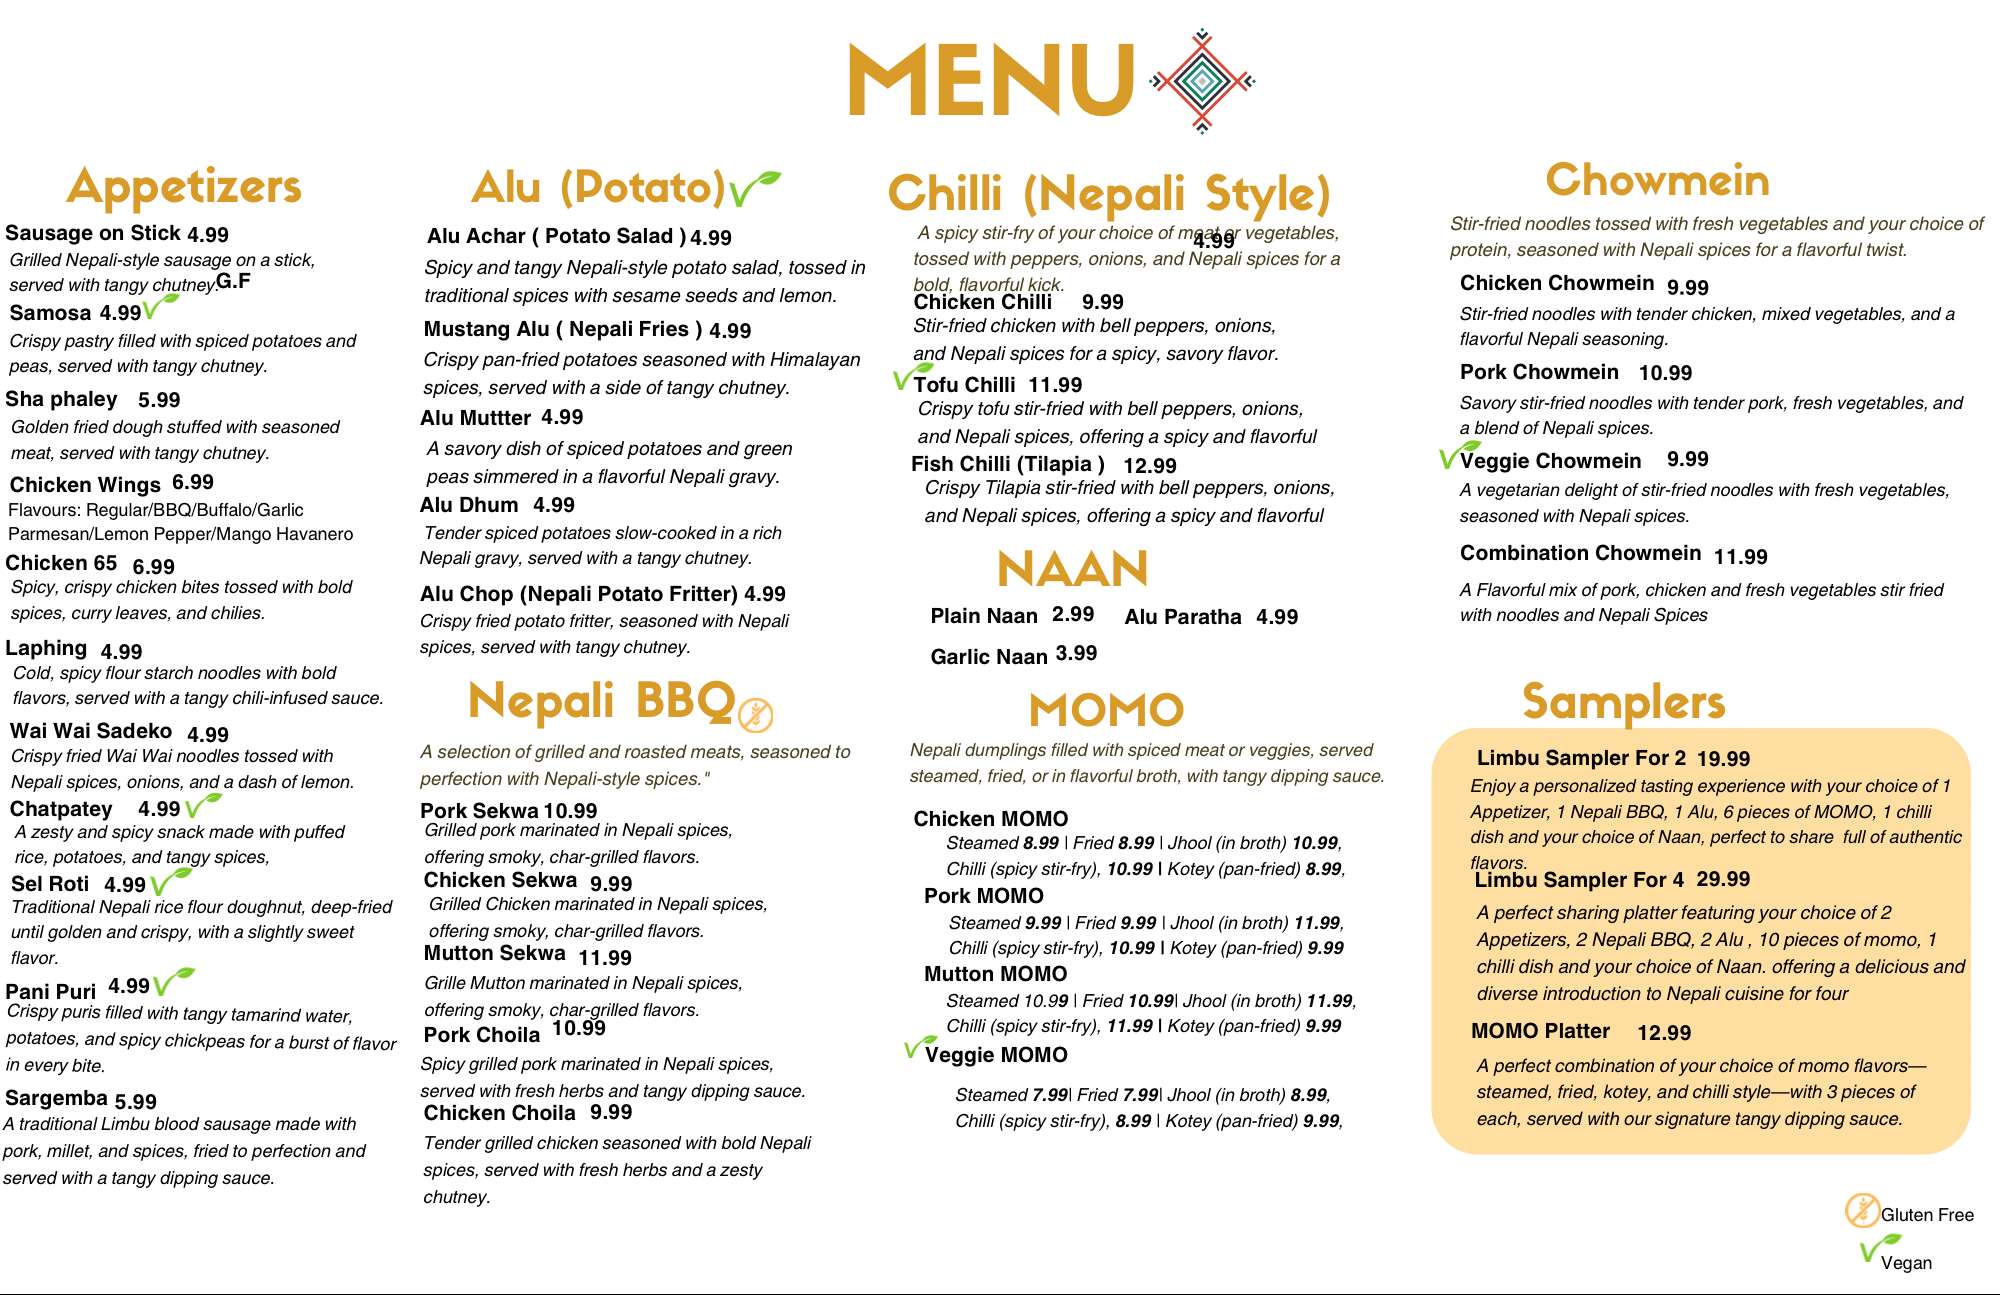 MENU
Appetizers
Sausage on Stick 4.99
Grilled Nepali-style sausage on a stick,
served with tangy chutney. G.F
Samosa 4.99
Crispy pastry filled with spiced potatoes and
peas, served with tangy chutney.
Sha phaley 5.99
Golden fried dough stuffed with seasoned
meat, served with tangy chutney.
Chicken Wings 6.99
Flavours: Regular/BBQ/Buffalo/Garlic
Parmesan/Lemon Pepper/Mango Havanero
Chicken 65 6.99
Spicy, crispy chicken bites tossed with bold
spices, curry leaves, and chilies.
Laphing 4.99
Cold, spicy flour starch noodles with bold
flavors, served with a tangy chili-infused sauce.
Wai Wai Sadeko 4.99
Crispy fried Wai Wai noodles tossed with
Nepali spices, onions, and a dash of lemon.
Chatpatey 4.99
A zesty and spicy snack made with puffed
rice, potatoes, and tangy spices,
Sel Roti 4.99
Traditional Nepali rice flour doughnut, deep-fried
until golden and crispy, with a slightly sweet
flavor.
Pani Puri 4.99
Crispy puris filled with tangy tamarind water,
potatoes, and spicy chickpeas for a burst of flavor
in every bite.
Sargemba 5.99
A traditional Limbu blood sausage made with
pork, millet, and spices, fried to perfection and
served with a tangy dipping sauce.
Alu (Potato)
Alu Achar ( Potato Salad ) 4.99
Spicy and tangy Nepali-style potato salad, tossed in
traditional spices with sesame seeds and lemon.
Mustang Alu ( Nepali Fries ) 4.99
Crispy pan-fried potatoes seasoned with Himalayan
spices, served with a side of tangy chutney.
Alu Muttter 4.99
A savory dish of spiced potatoes and green
peas simmered in a flavorful Nepali gravy.
Alu Dhum 4.99
Tender spiced potatoes slow-cooked in a rich
Nepali gravy, served with a tangy chutney.
Alu Chop (Nepali Potato Fritter) 4.99
Crispy fried potato fritter, seasoned with Nepali
spices, served with tangy chutney.
Nepali BBQ
A selection of grilled and roasted meats, seasoned to
perfection with Nepali-style spices."
Pork Sekwa 10.99
Grilled pork marinated in Nepali spices,
offering smoky, char-grilled flavors.
Chicken Sekwa 9.99
Grilled Chicken marinated in Nepali spices,
offering smoky, char-grilled flavors.
Mutton Sekwa 11.99
Grille Mutton marinated in Nepali spices,
offering smoky, char-grilled flavors.
Pork Choila 10.99
Spicy grilled pork marinated in Nepali spices,
served with fresh herbs and tangy dipping sauce.
Chicken Choila 9.99
Tender grilled chicken seasoned with bold Nepali
spices, served with fresh herbs and a zesty
chutney.
Chilli (Nepali Style)
A spicy stir-fry of your choice of meat or vegetables,
4.99
tossed with peppers, onions, and Nepali spices for a
bold, flavorful kick.
Chicken Chilli 9.99
Stir-fried chicken with bell peppers, onions,
and Nepali spices for a spicy, savory flavor.
Tofu Chilli 11.99
Crispy tofu stir-fried with bell peppers, onions,
and Nepali spices, offering a spicy and flavorful
Fish Chilli (Tilapia ) 12.99
Crispy Tilapia stir-fried with bell peppers, onions,
and Nepali spices, offering a spicy and flavorful
NAAN
Plain Naan 2.99 Alu Paratha 4.99
Garlic Naan 3.99
MOMO
Nepali dumplings filled with spiced meat or veggies, served
steamed, fried, or in flavorful broth, with tangy dipping sauce.
Chicken MOMO
Steamed 8.99 | Fried 8.99 | Jhool (in broth) 10.99,
Chilli (spicy stir-fry), 10.99 | Kotey (pan-fried) 8.99,
Pork MOMO
Steamed 9.99 | Fried 9.99 | Jhool (in broth) 11.99,
Chilli (spicy stir-fry), 10.99 | Kotey (pan-fried) 9.99
Mutton MOMO
Steamed 10.99 | Fried 10.99| Jhool (in broth) 11.99,
Chilli (spicy stir-fry), 11.99 | Kotey (pan-fried) 9.99
Veggie MOMO
Steamed 7.99| Fried 7.99| Jhool (in broth) 8.99,
Chilli (spicy stir-fry), 8.99 | Kotey (pan-fried) 9.99,
Chowmein
Stir-fried noodles tossed with fresh vegetables and your choice of
protein, seasoned with Nepali spices for a flavorful twist.
Chicken Chowmein 9.99
Stir-fried noodles with tender chicken, mixed vegetables, and a
flavorful Nepali seasoning.
Pork Chowmein 10.99
Savory stir-fried noodles with tender pork, fresh vegetables, and
a blend of Nepali spices.
Veggie Chowmein 9.99
A vegetarian delight of stir-fried noodles with fresh vegetables,
seasoned with Nepali spices.
Combination Chowmein 11.99
A Flavorful mix of pork, chicken and fresh vegetables stir fried
with noodles and Nepali Spices
Samplers
Limbu Sampler For 2 19.99
Enjoy a personalized tasting experience with your choice of 1
Appetizer, 1 Nepali BBQ, 1 Alu, 6 pieces of MOMO, 1 chilli
dish and your choice of Naan, perfect to share full of authentic
flavors.
Limbu Sampler For 4 29.99
A perfect sharing platter featuring your choice of 2
Appetizers, 2 Nepali BBQ, 2 Alu , 10 pieces of momo, 1
chilli dish and your choice of Naan. offering a delicious and
diverse introduction to Nepali cuisine for four
MOMO Platter 12.99
A perfect combination of your choice of momo flavors—
steamed, fried, kotey, and chilli style—with 3 pieces of
each, served with our signature tangy dipping sauce.
Gluten Free
Vegan